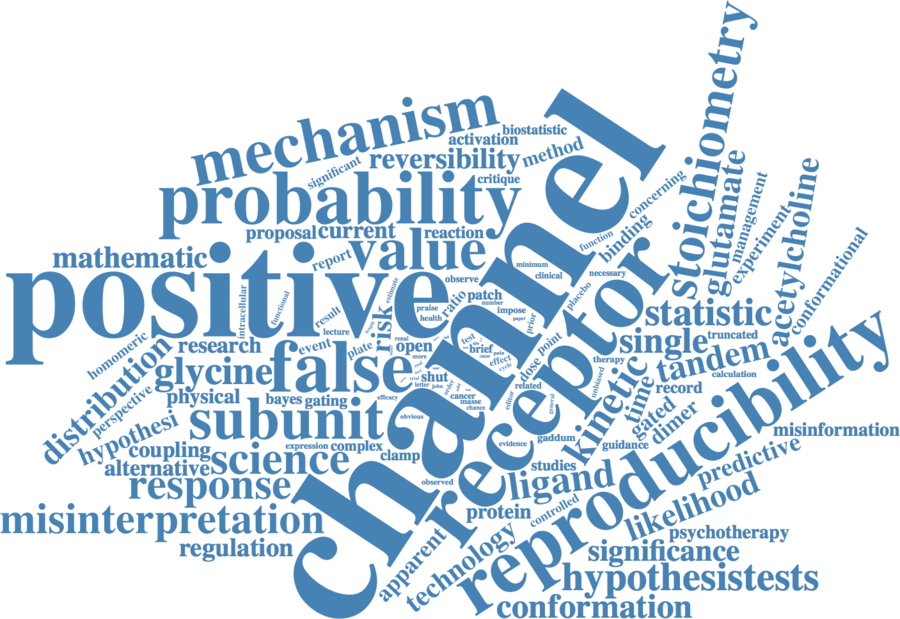 stoichiometry
mechanism
channel
biostatistic
activation
method
reversibility
significant
critique
probability
concerning
glutamate
management
experiment
acetylcholine
binding
proposal
current
reaction
function
value
report
mathematic
receptor
conformational
minimum
clinical
necessary
observe
positive
intracellular
functional
estimate
placebo
ratio
patch
number
praise
health
impose
paper
prior
statistic
result
lecture
risk
truncated
single
homomeric
research
event
plate
open
test
brief
point
distribution
glycine
false
effect
pain
cycle
dose
therapy
tandem
calculation
shut
related
kinetic
time
record
physical
bayes
gating
efficacy
letter
order
cancer
masse
chance
editor
general
unbiased
reproducibility
perspective
hypothesi
subunit
obvious
gated
dimer
misinformation
coupling
expression
complex
clamp
evidence
gaddum
guidance
alternative
science
studies
predictive
response
observed
ligand
likelihood
misinterpretation
protein
controlled
psychotherapy
regulation
apparent
technology
significance
hypothesistests
conformation